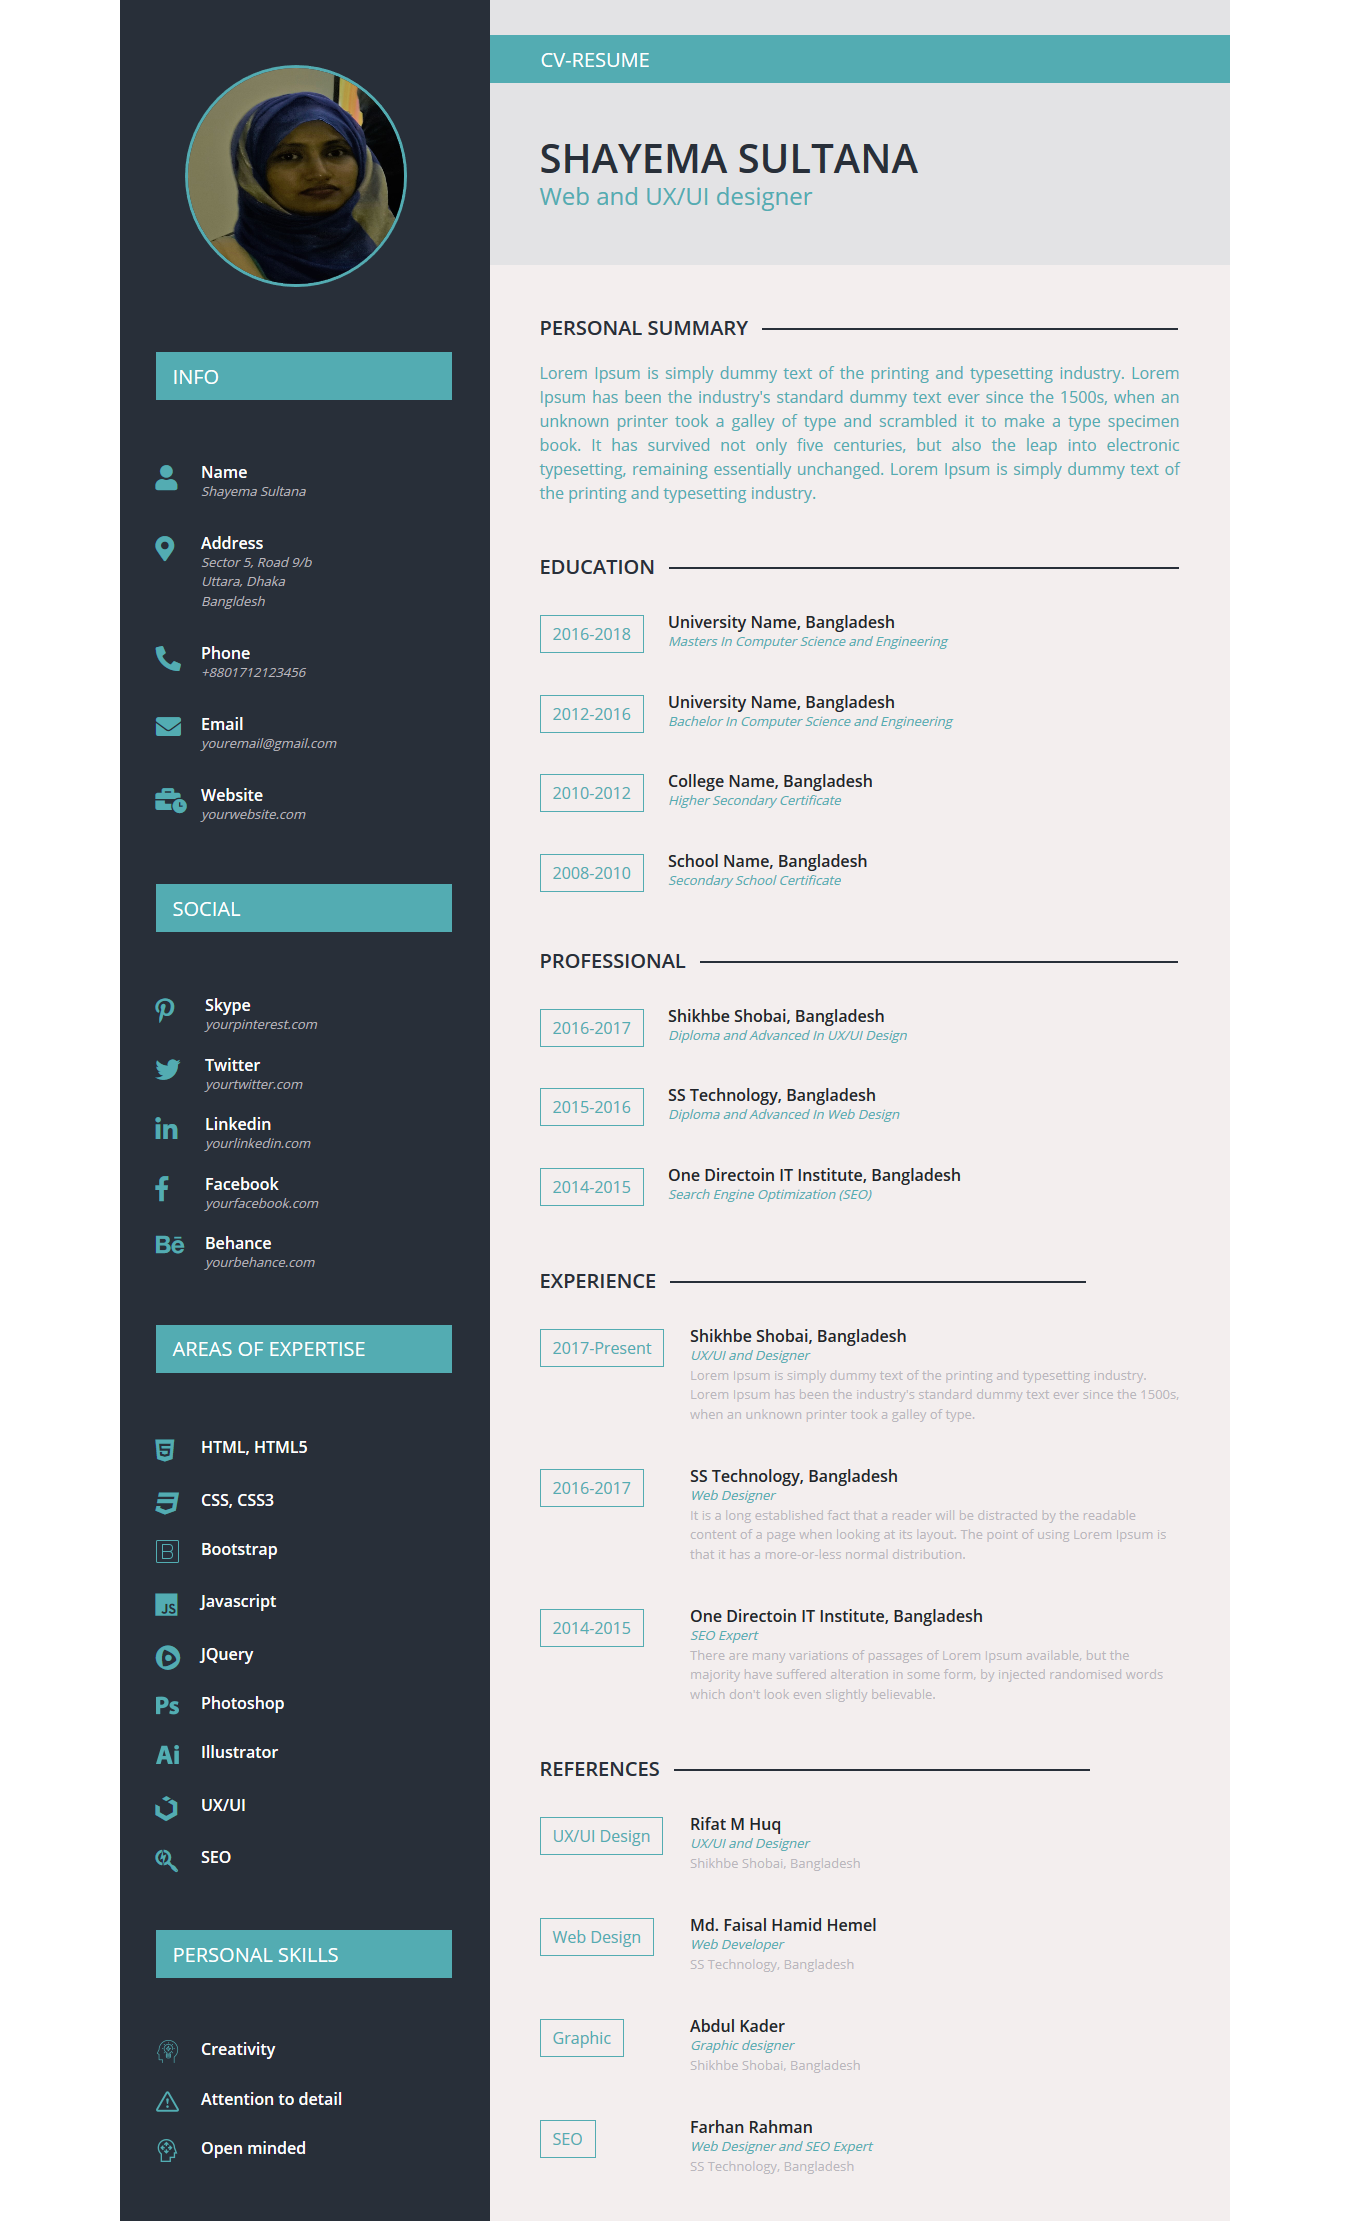 INFO
Name
Shayema Sultana
Address
Sector 5, Road 9/b
Uttara, Dhaka
Bangldesh
Phone
+8801712123456
Email
youremail@gmail.com
Website
yourwebsite.com
SOCIAL
Skype
yourpinterest.com
Twitter
yourtwitter.com
Linkedin
yourlinkedin.com
Facebook
yourfacebook.com
Bē
Behance
yourbehance.com
AREAS OF EXPERTISE
HTML, HTML5
CSS, CSS3
B Bootstrap
JS Javascript
JQuery
Ps Photoshop
Ai Illustrator
UX/UI
SEO
PERSONAL SKILLS
Creativity
Attention to detail
Open minded
CV-RESUME
SHAYEMA SULTANA
Web and UX/UI designer
PERSONAL SUMMARY
Lorem Ipsum is simply dummy text of the printing and typesetting industry. Lorem
Ipsum has been the industry's standard dummy text ever since the 1500s, when an
unknown printer took a galley of type and scrambled it to make a type specimen
book. It has survived not only five centuries, but also the leap into electronic
typesetting, remaining essentially unchanged. Lorem Ipsum is simply dummy text of
the printing and typesetting industry.
EDUCATION
2016-2018
University Name, Bangladesh
Masters In Computer Science and Engineering
2012-2016
University Name, Bangladesh
Bachelor In Computer Science and Engineering
2010-2012
College Name, Bangladesh
Higher Secondary Certificate
2008-2010
School Name, Bangladesh
Secondary School Certificate
PROFESSIONAL
2016-2017
Shikhbe Shobai, Bangladesh
Diploma and Advanced In UX/UI Design
2015-2016
SS Technology, Bangladesh
Diploma and Advanced In Web Design
2014-2015
One Directoin IT Institute, Bangladesh
Search Engine Optimization (SEO)
EXPERIENCE
2017-Present
Shikhbe Shobai, Bangladesh
UX/UI and Designer
Lorem Ipsum is simply dummy text of the printing and typesetting industry.
Lorem Ipsum has been the industry's standard dummy text ever since the 1500s,
when an unknown printer took a galley of type.
2016-2017
SS Technology, Bangladesh
Web Designer
It is a long established fact that a reader will be distracted by the readable
content of a page when looking at its layout. The point of using Lorem Ipsum is
that it has a more-or-less normal distribution.
2014-2015
One Directoin IT Institute, Bangladesh
SEO Expert
There are many variations of passages of Lorem Ipsum available, but the
majority have suffered alteration in some form, by injected randomised words
which don't look even slightly believable.
REFERENCES
UX/UI Design
Rifat M Huq
UX/UI and Designer
Shikhbe Shobai, Bangladesh
Web Design
Md. Faisal Hamid Hemel
Web Developer
SS Technology, Bangladesh
Graphic
Abdul Kader
Graphic designer
Shikhbe Shobai, Bangladesh
SEO
Farhan Rahman
Web Designer and SEO Expert
SS Technology, Bangladesh